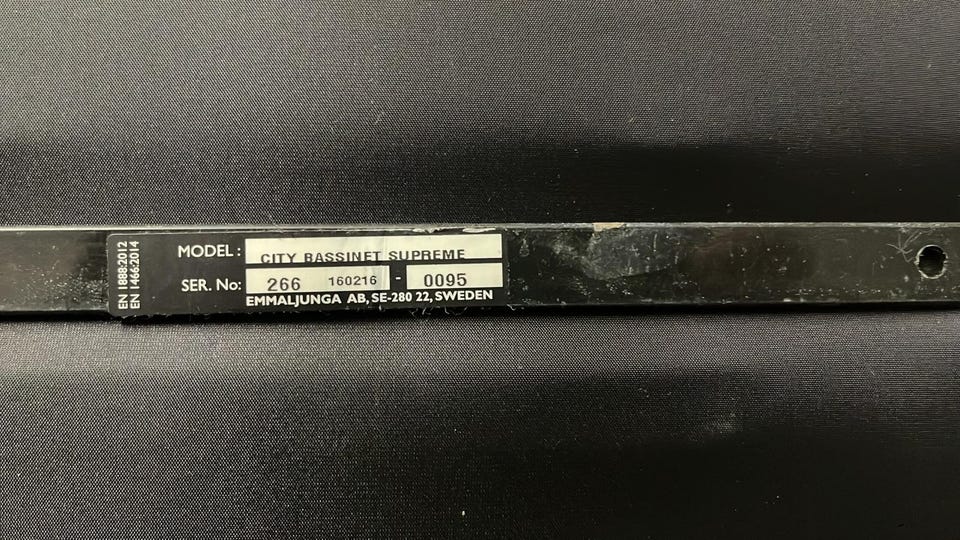 EN 1888:2012
EN 1466:2014
MODEL: CITY BASSINET SUPREME
SER. No: 266 160216 - 0095
EMMALJUNGA AB, SE-280 22, SWEDEN